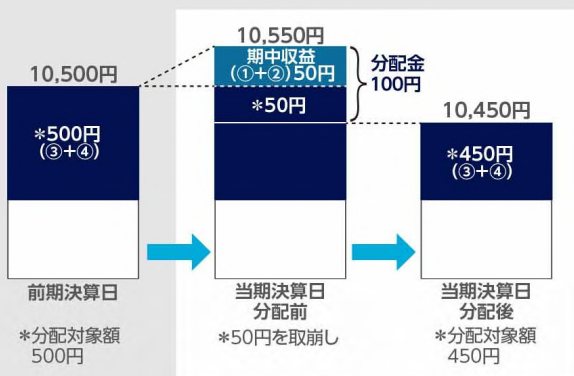 10,500円
*500円
(③+④)
前期決算日
*分配対象額
500円
10,550円
期中収益
(①+②)50円
*50円
分配金
100円
当期決算日
分配前
*50円を取崩し
10,450円
*450円
(③+④)
当期決算日
分配後
*分配対象額
450円